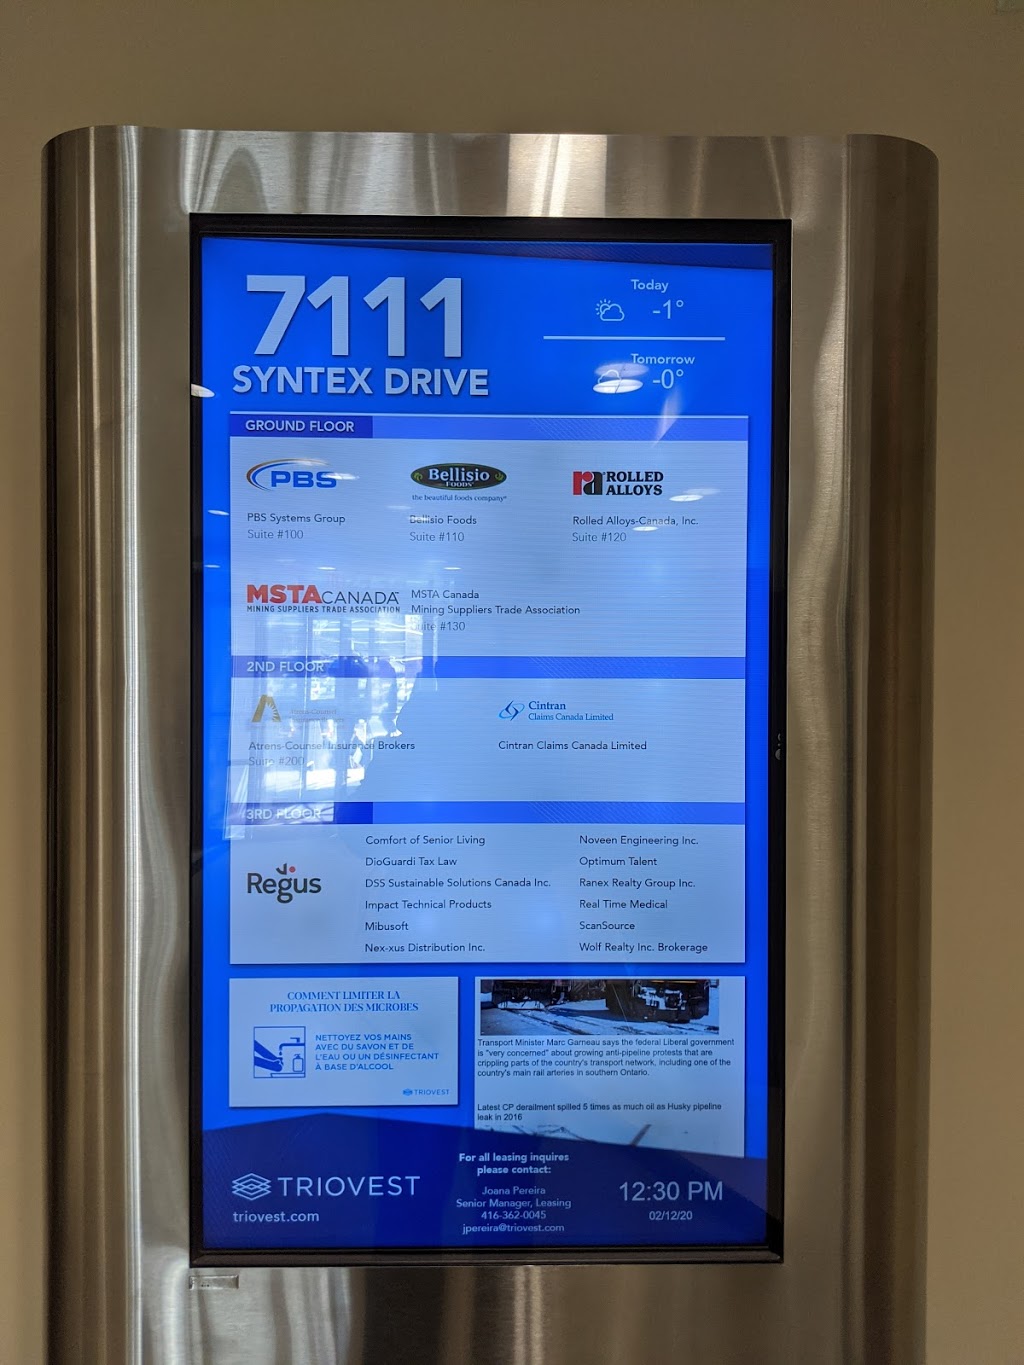 7111
SYNTEX DRIVE
Today
-1°
Tomorrow
-0°
GROUND FLOOR
PBS
PBS Systems Group
Suite #100
Bellisio
FOODS
the beautiful foods company
Bellisio Foods
Suite #110
ra ROLLED
ALLOYS
Rolled Alloys-Canada, Inc.
Suite #120
MSTA CANADA
MINING SUPPLIERS TRADE ASSOCIATION
MSTA Canada
Mining Suppliers Trade Association
Suite #130
2ND FLOOR
Atrens-Counsel Insurance Brokers
Suite #200
Cintran
Claims Canada Limited
Cintran Claims Canada Limited
3RD FLOOR
Regus
Comfort of Senior Living
DioGuardi Tax Law
DSS Sustainable Solutions Canada Inc.
Impact Technical Products
Mibusoft
Nex-xus Distribution Inc.
Noveen Engineering Inc.
Optimum Talent
Ranex Realty Group Inc.
Real Time Medical
ScanSource
Wolf Realty Inc. Brokerage
COMMENT LIMITER LA
PROPAGATION DES MICROBES
NETTOYEZ VOS MAINS
AVEC DU SAVON ET DE
L'EAU OU UN DÉSINFECTANT
À BASE D'ALCOOL
TRIOVEST
Transport Minister Marc Garneau says the federal Liberal government
is "very concerned" about growing anti-pipeline protests that are
crippling parts of the country's transport network, including one of the
country's main rail arteries in southern Ontario.
Latest CP derailment spilled 5 times as much oil as Husky pipeline
leak in 2016
TRIOVEST
triovest.com
For all leasing inquires
please contact:
Joana Pereira
Senior Manager, Leasing
416-362-0045
jpereira@triovest.com
12:30 PM
02/12/20